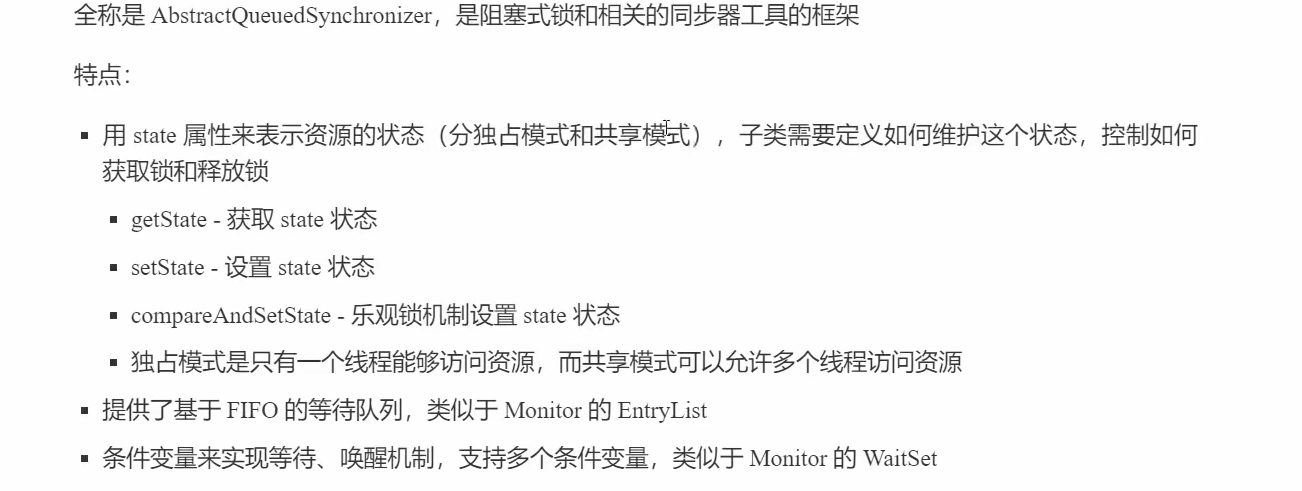 全称是 AbstractQueuedSynchronizer，是阻塞式锁和相关的同步器工具的框架
特点：
▪ 用 state 属性来表示资源的状态（分独占模式和共享模式），子类需要定义如何维护这个状态，控制如何
获取锁和释放锁
▪ getState - 获取 state 状态
▪ setState - 设置 state 状态
▪ compareAndSetState - 乐观锁机制设置 state 状态
▪ 独占模式是只有一个线程能够访问资源，而共享模式可以允许多个线程访问资源
▪ 提供了基于 FIFO 的等待队列，类似于 Monitor 的 EntryList
▪ 条件变量来实现等待、唤醒机制，支持多个条件变量，类似于 Monitor 的 WaitSet